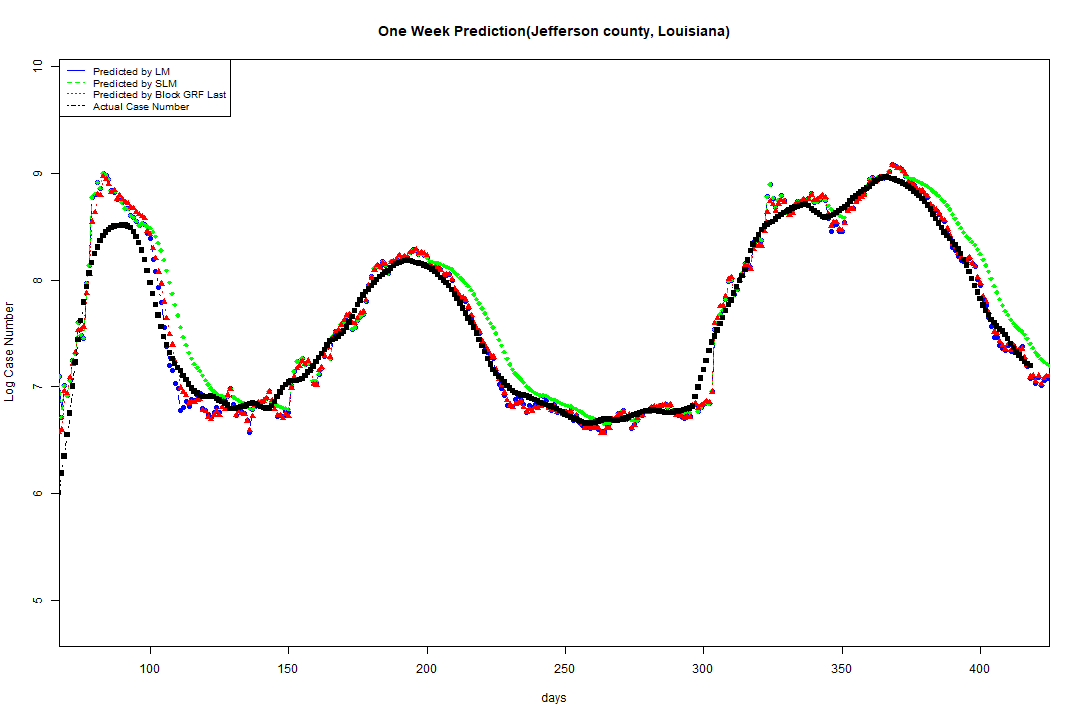 One Week Prediction(Jefferson county, Louisiana)
Predicted by LM
Predicted by SLM
Predicted by Block GRF Last
Actual Case Number
10
9
8
7
6
5
Log Case Number
100 150 200 250 300 350 400
days